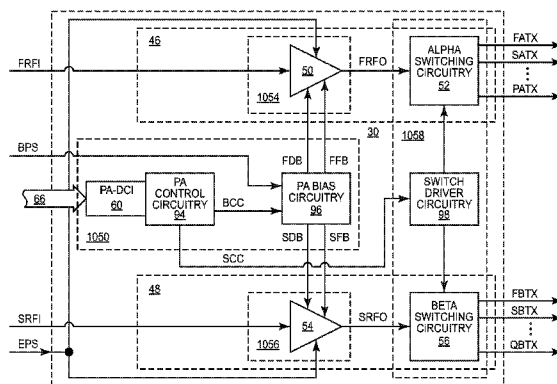 46
FRFI
50
FRFO
1054
ALPHA
SWITCHING
CIRCUITRY
52
FATX
SATX
PATX
30
1058
BPS
FDB
FFB
66
PA-DCI
60
PA
CONTROL
CIRCUITRY
94
BCC
PA BIAS
CIRCUITRY
96
SWITCH
DRIVER
CIRCUITRY
98
1050
SCC
SDB
SFB
48
SRFI
54
SRFO
1056
BETA
SWITCHING
CIRCUITRY
56
FBTX
SBTX
QBTX
EPS